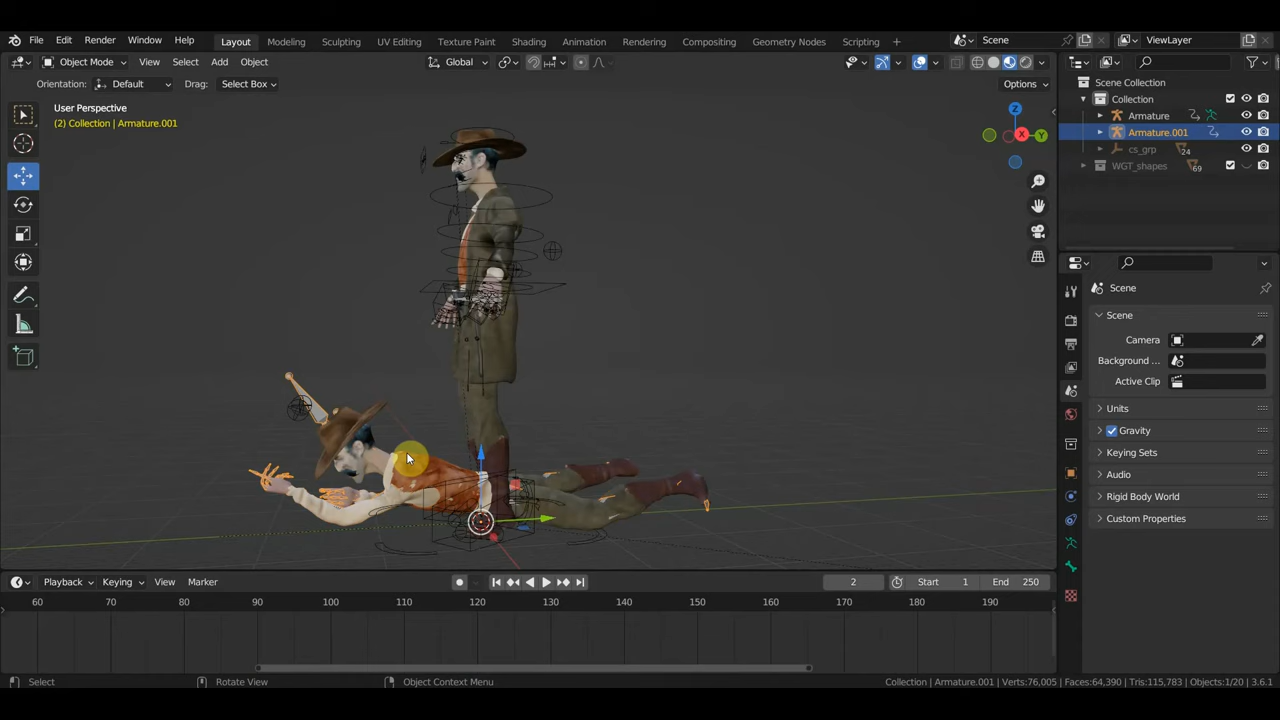 File Edit Render Window Help Layout Modeling Sculpting UV Editing Texture Paint Shading Animation Rendering Compositing Geometry Nodes Scripting + Scene ViewLayer
Object Mode View Select Add Object Global Options
Orientation: Default Drag: Select Box
User Perspective
(2) Collection | Armature.001
X
Y
Z
Scene Collection
Collection
Armature
Armature.001
cs_grp 24
WGT_shapes 69
Scene
Scene
Camera
Background ...
Active Clip
Units
Gravity
Keying Sets
Audio
Rigid Body World
Custom Properties
Playback Keying View Marker 2 Start 1 End 250
60 70 80 90 100 110 120 130 140 150 160 170 180 190
Select Rotate View Object Context Menu Collection | Armature.001 | Verts:76,005 | Faces:64,390 | Tris:115,783 | Objects:1/20 | 3.6.1